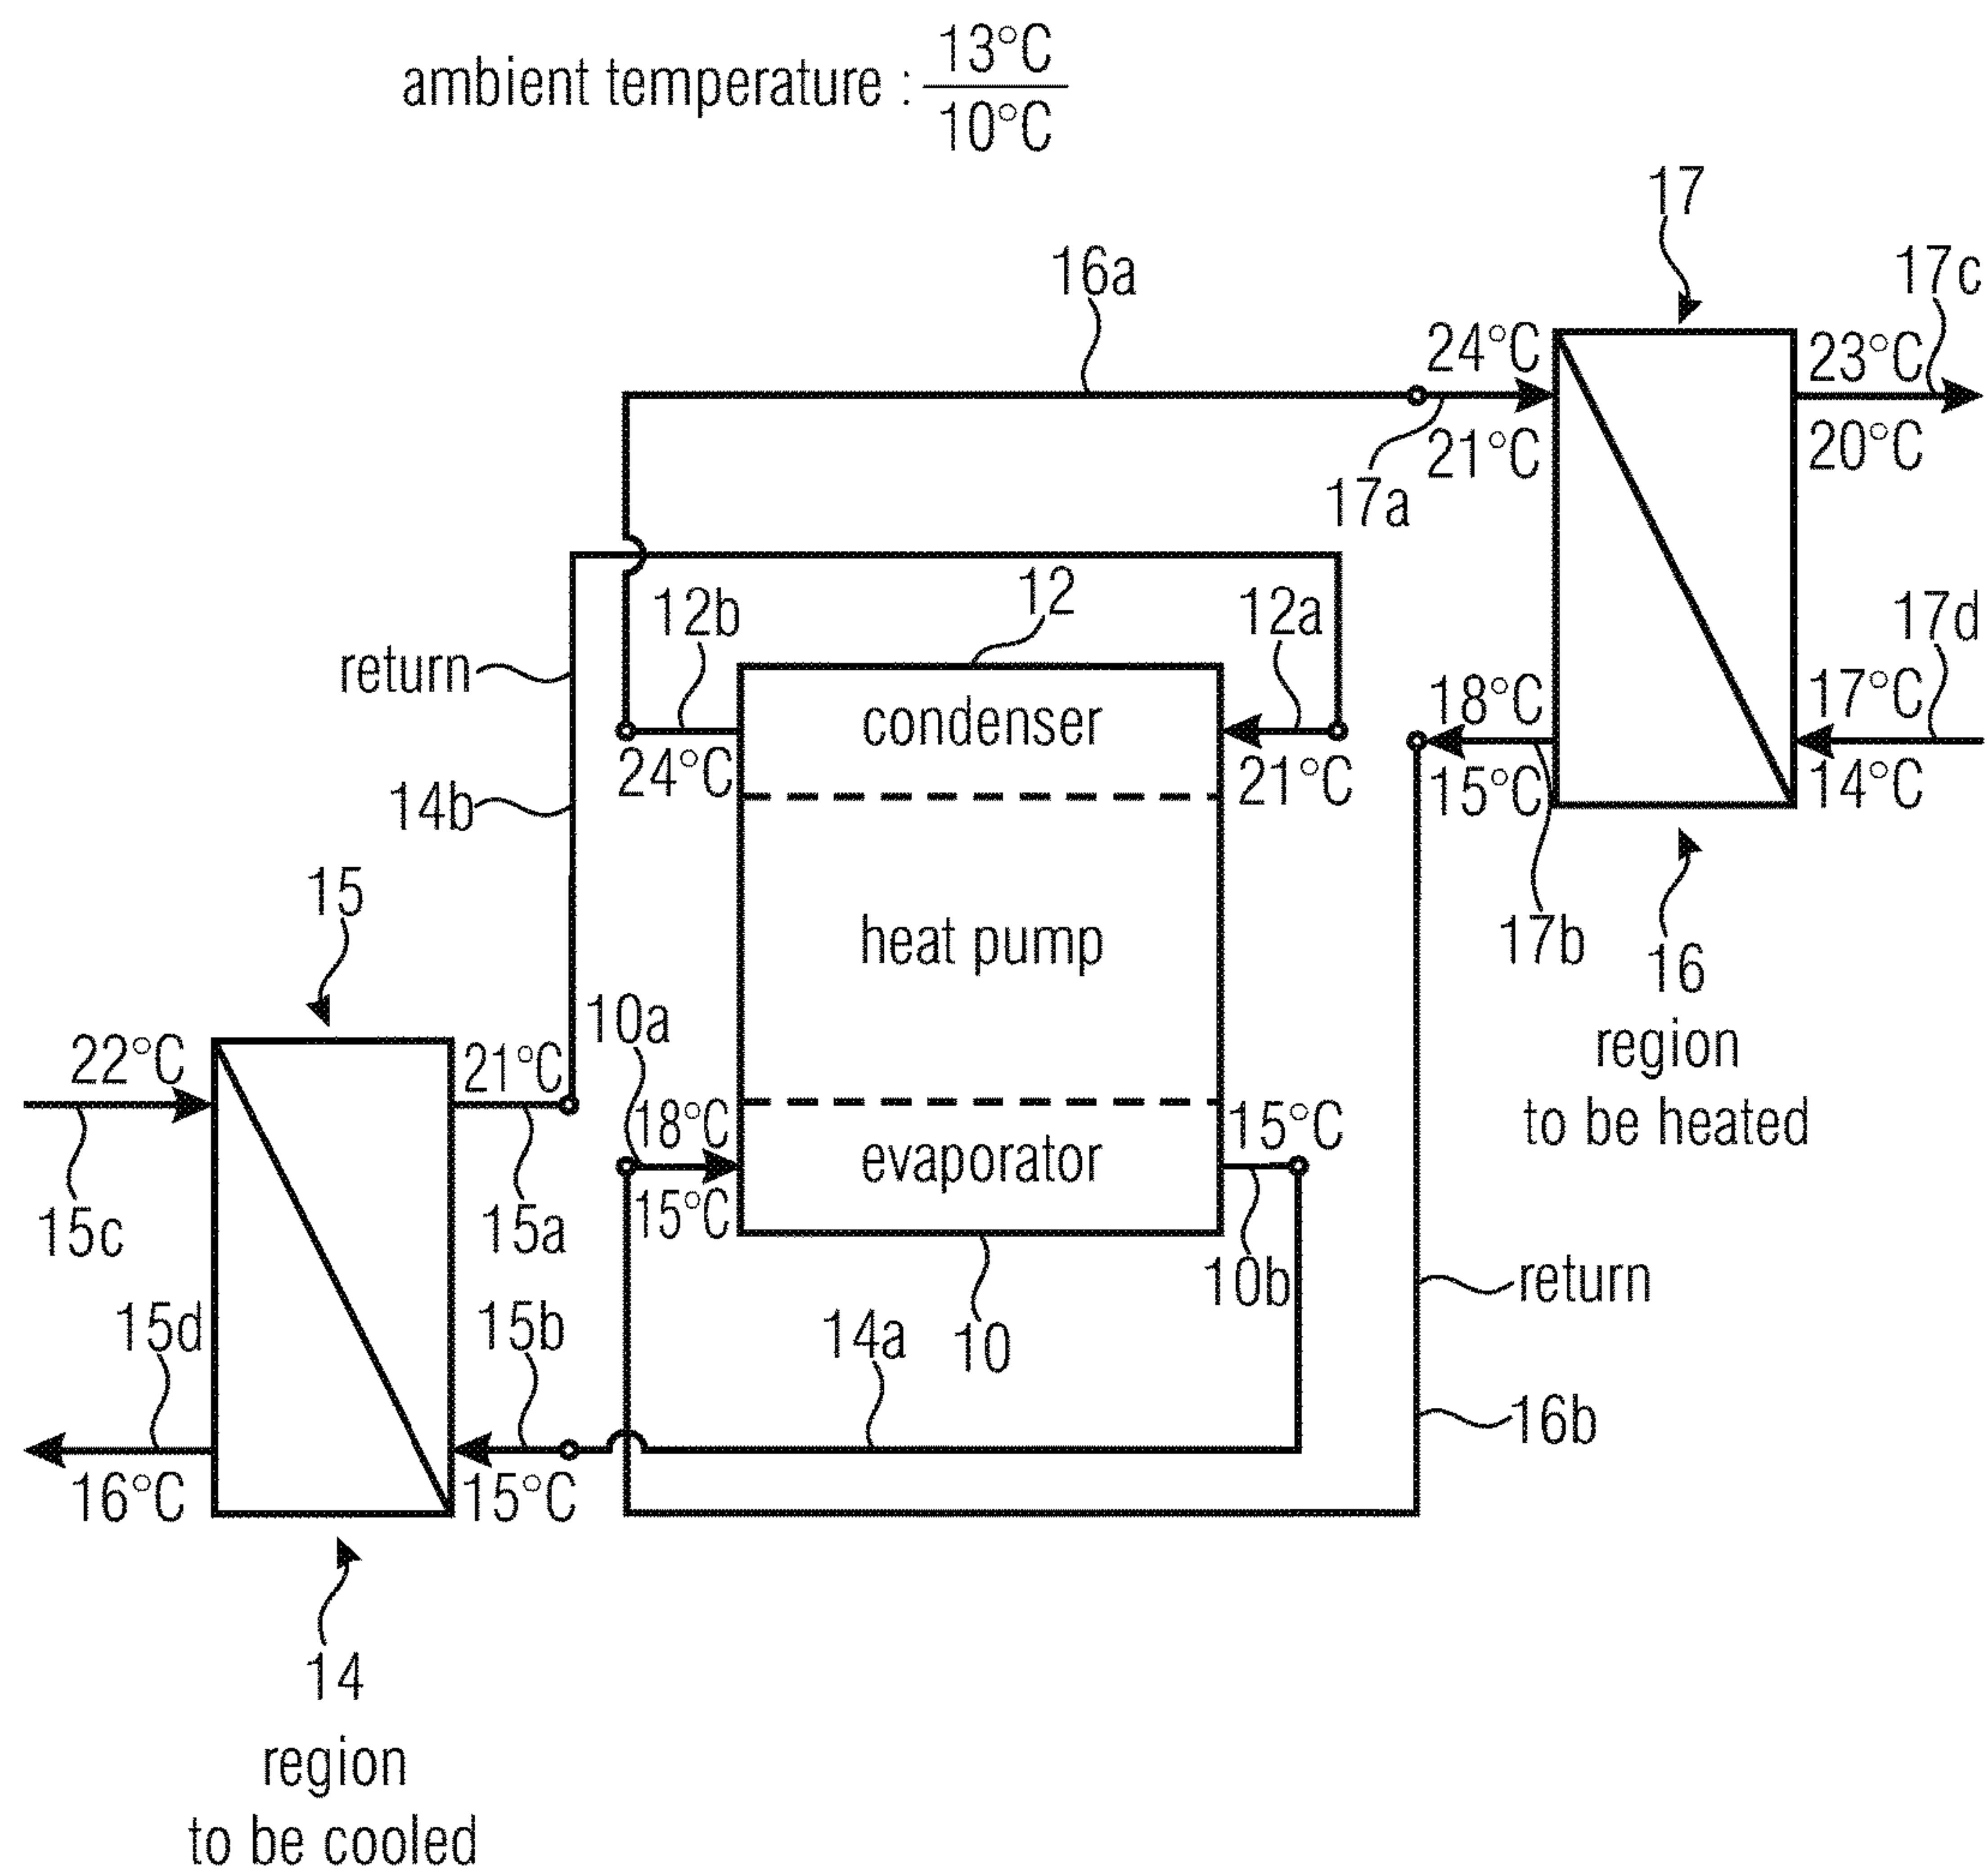 ambient temperature : 13°C
10°C
17
16a
17c
24°C
23°C
21°C
20°C
17a
12
12b
12a
17d
return
18°C
17°C
condenser
24°C
21°C
15°C
14°C
14b
15
heat pump
17b
16
10a
region
22°C
21°C
to be heated
18°C
15°C
evaporator
15c
15a
15°C
10b
return
15d
15b
14a
10
16b
16°C
15°C
14
region
to be cooled